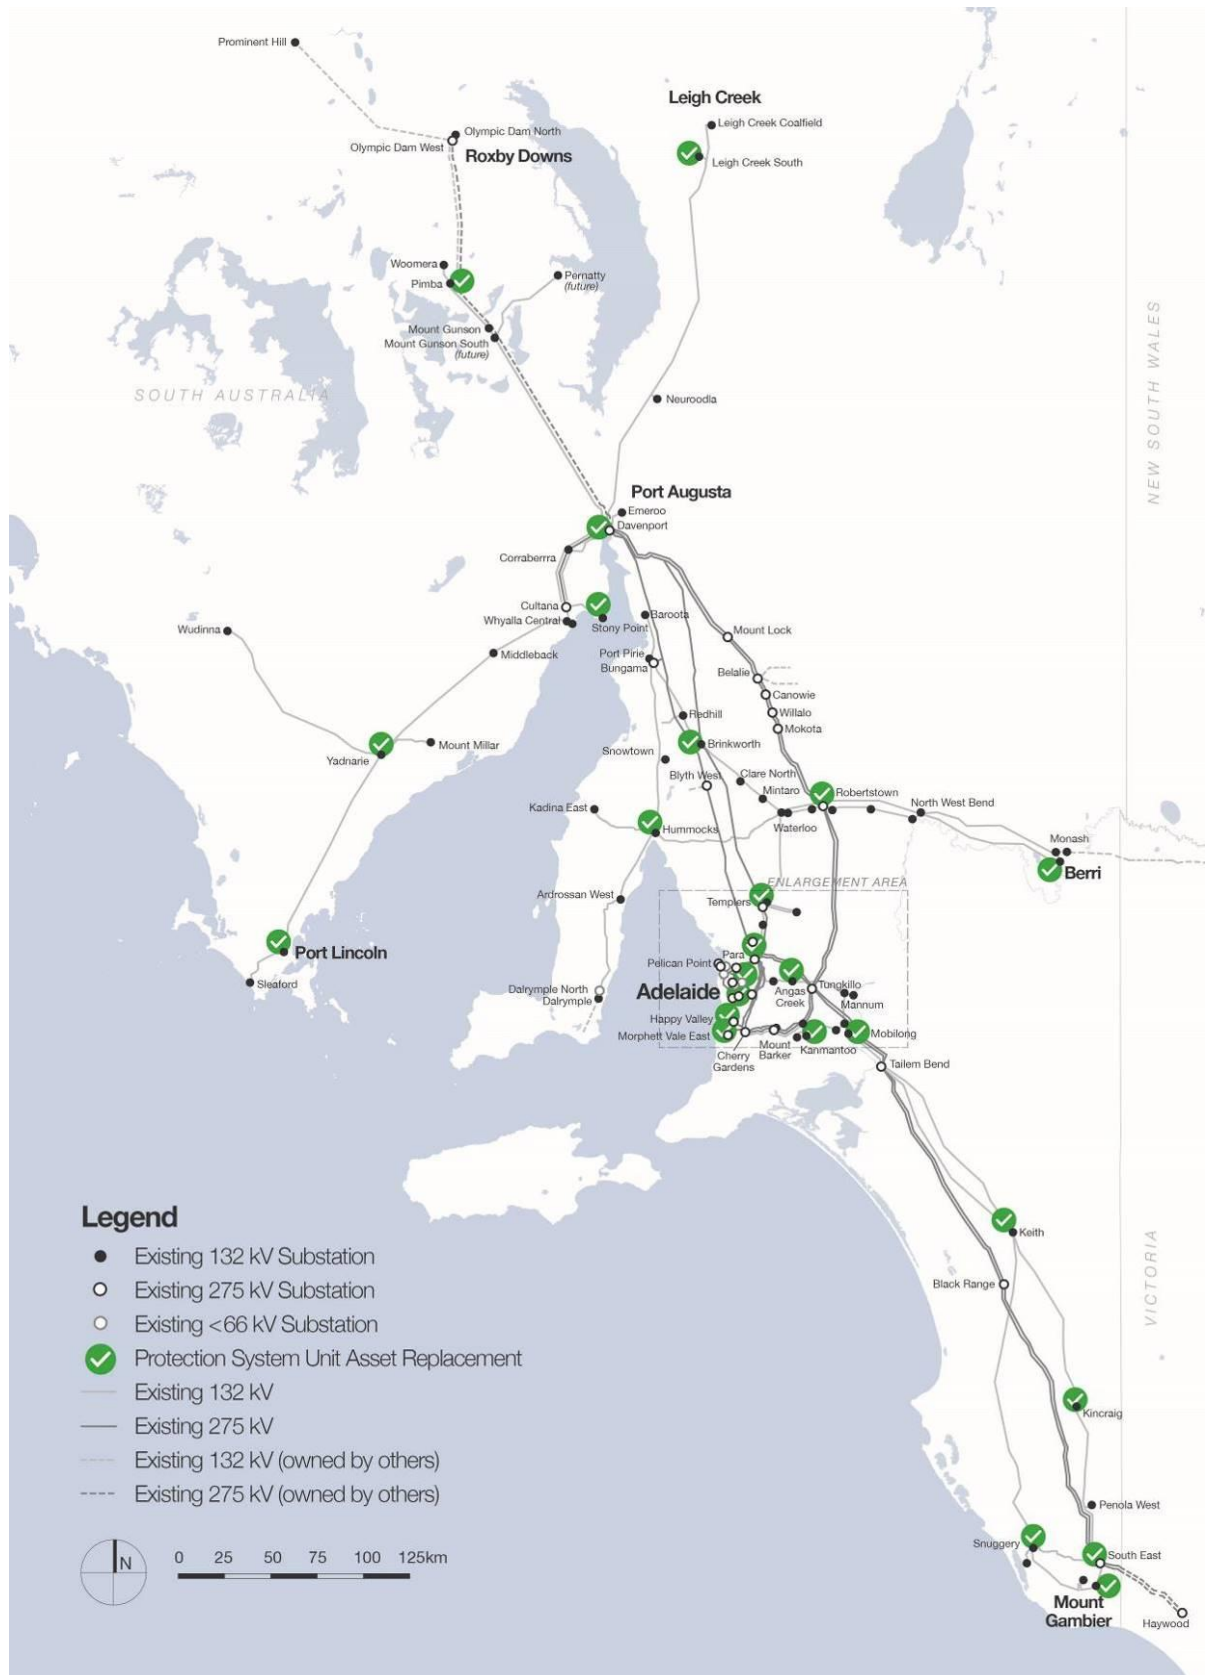 Prominent Hill
Leigh Creek
Leigh Creek Coalfield
Olympic Dam North
Olympic Dam West
Roxby Downs
Leigh Creek South
Woomera
Pimba
Pernatty
(future)
Mount Gunson
Mount Gunson South
(future)
SOUTH AUSTRALIA
NEW SOUTH WALES
Neuroodla
Port Augusta
Emeroo
Davenport
Corraberrra
Cultana
Whyalla Central
Stony Point
Baroota
Wudinna
Middleback
Port Pirie
Bungama
Mount Lock
Belalie
Canowie
Willalo
Mokota
Redhill
Brinkworth
Mount Millar
Yadnarie
Snowtown
Blyth West
Clare North
Mintaro
Robertstown
North West Bend
Kadina East
Hummocks
Waterloo
Monash
Berri
ENLARGEMENT AREA
Ardrossan West
Templers
Port Lincoln
Sleaford
Para
Pelican Point
Adelaide
Dalrymple North
Dalrymple
Angas
Creek
Tungkillo
Mannum
Happy Valley
Morphett Vale East
Cherry
Gardens
Mount
Barker
Kanmantoo
Mobilong
Tailem Bend
Keith
Black Range
VICTORIA
Kincraig
Penola West
Snuggery
South East
Mount
Gambier
Haywood
Legend
Existing 132 kV Substation
Existing 275 kV Substation
Existing <66 kV Substation
Protection System Unit Asset Replacement
Existing 132 kV
Existing 275 kV
Existing 132 kV (owned by others)
Existing 275 kV (owned by others)
N
0 25 50 75 100 125km